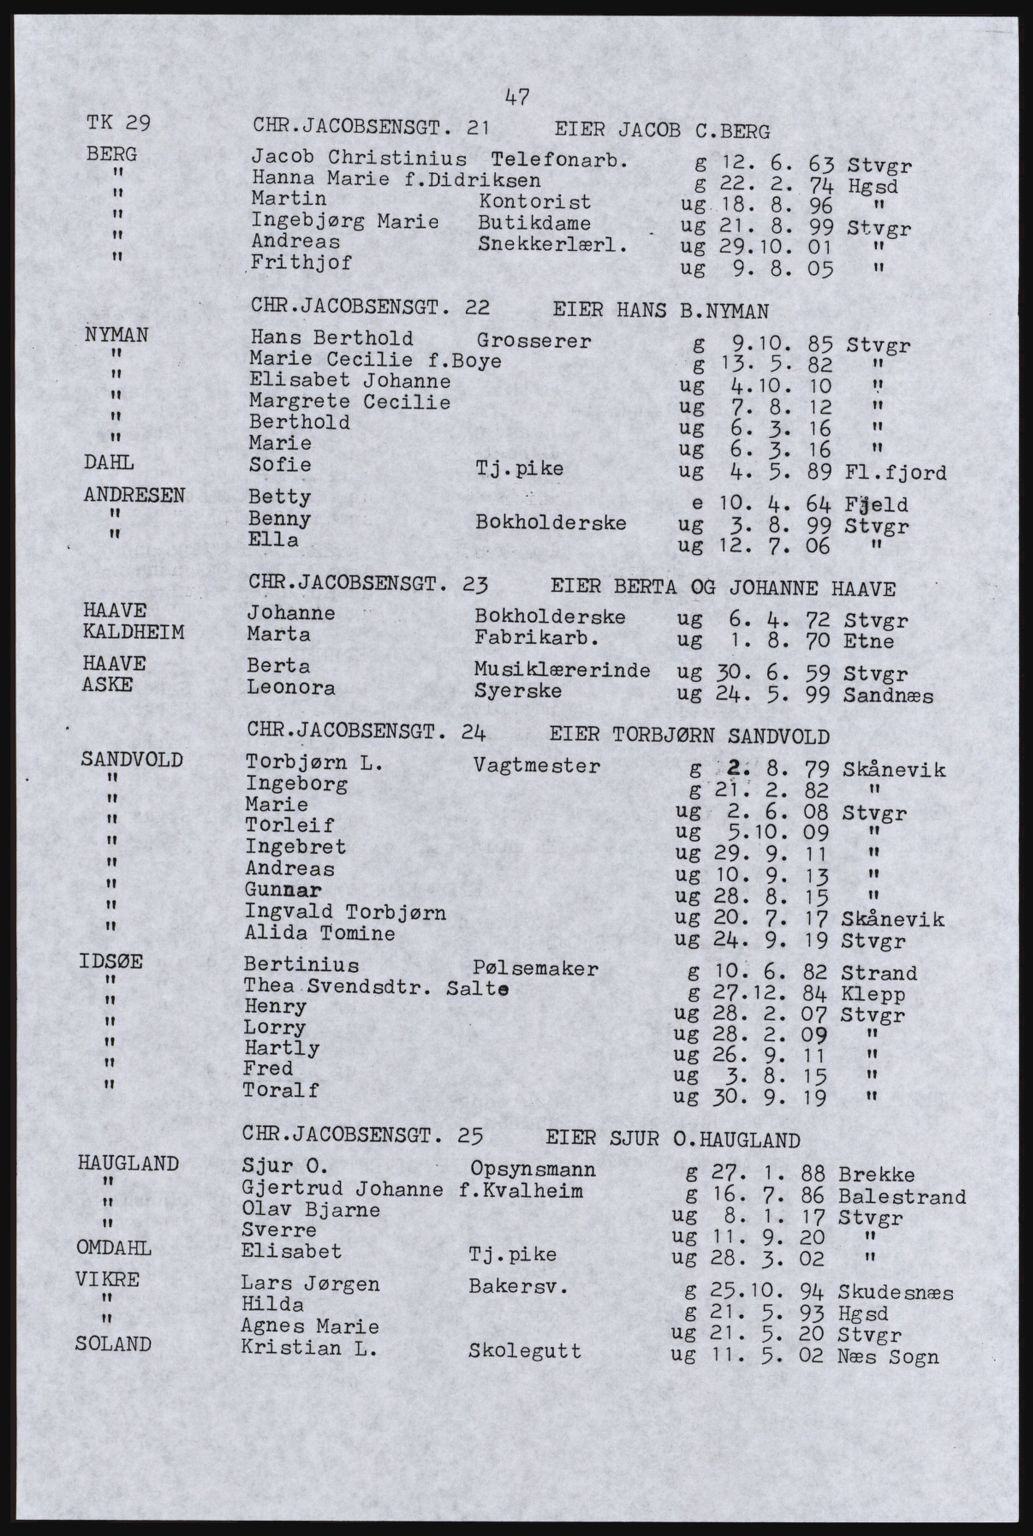 47
TK 29 CHR.JACOBSENSGT. 21 EIER JACOB C.BERG
BERG Jacob Christinius Telefonarb. g 12. 6. 63 Stvgr
" Hanna Marie f.Didriksen g 22. 2. 74 Hgsd
" Martin Kontorist ug 18. 8. 96 "
" Ingebjørg Marie Butikdame ug 21. 8. 99 Stvgr
" Andreas Snekkerlærl. ug 29.10. 01 "
" Frithjof ug 9. 8. 05 "
CHR.JACOBSENSGT. 22 EIER HANS B.NYMAN
NYMAN Hans Berthold Grosserer g 9.10. 85 Stvgr
" Marie Cecilie f.Boye g 13. 5. 82 "
" Elisabet Johanne ug 4.10. 10 "
" Margrete Cecilie ug 7. 8. 12 "
" Berthold ug 6. 3. 16 "
" Marie ug 6. 3. 16 "
DAHL Sofie Tj.pike ug 4. 5. 89 Fl.fjord
ANDRESEN Betty e 10. 4. 64 Fjeld
" Benny Bokholderske ug 3. 8. 99 Stvgr
" Ella ug 12. 7. 06 "
CHR.JACOBSENSGT. 23 EIER BERTA OG JOHANNE HAAVE
HAAVE Johanne Bokholderske ug 6. 4. 72 Stvgr
KALDHEIM Marta Fabrikarb. ug 1. 8. 70 Etne
HAAVE Berta Musiklærerinde ug 30. 6. 59 Stvgr
ASKE Leonora Syerske ug 24. 5. 99 Sandnæs
CHR.JACOBSENSGT. 24 EIER TORBJØRN SANDVOLD
SANDVOLD Torbjørn L. Vagtmester g 2. 8. 79 Skånevik
" Ingeborg g 21. 2. 82 "
" Marie ug 2. 6. 08 Stvgr
" Torleif ug 5.10. 09 "
" Ingebret ug 29. 9. 11 "
" Andreas ug 10. 9. 13 "
" Gunnar ug 28. 8. 15 "
" Ingvald Torbjørn ug 20. 7. 17 Skånevik
" Alida Tomine ug 24. 9. 19 Stvgr
IDSØE Bertinius Pølsemaker g 10. 6. 82 Strand
" Thea Svendsdtr. Salte g 27.12. 84 Klepp
" Henry ug 28. 2. 07 Stvgr
" Lorry ug 28. 2. 09 "
" Hartly ug 26. 9. 11 "
" Fred ug 3. 8. 15 "
" Toralf ug 30. 9. 19 "
CHR.JACOBSENSGT. 25 EIER SJUR O.HAUGLAND
HAUGLAND Sjur O. Opsynsmann g 27. 1. 88 Brekke
" Gjertrud Johanne f.Kvalheim g 16. 7. 86 Balestrand
" Olav Bjarne ug 8. 1. 17 Stvgr
" Sverre ug 11. 9. 20 "
OMDAHL Elisabet Tj.pike ug 28. 3. 02 "
VIKRE Lars Jørgen Bakersv. g 25.10. 94 Skudesnæs
" Hilda g 21. 5. 93 Hgsd
" Agnes Marie ug 21. 5. 20 Stvgr
SOLAND Kristian L. Skolegutt ug 11. 5. 02 Næs Sogn